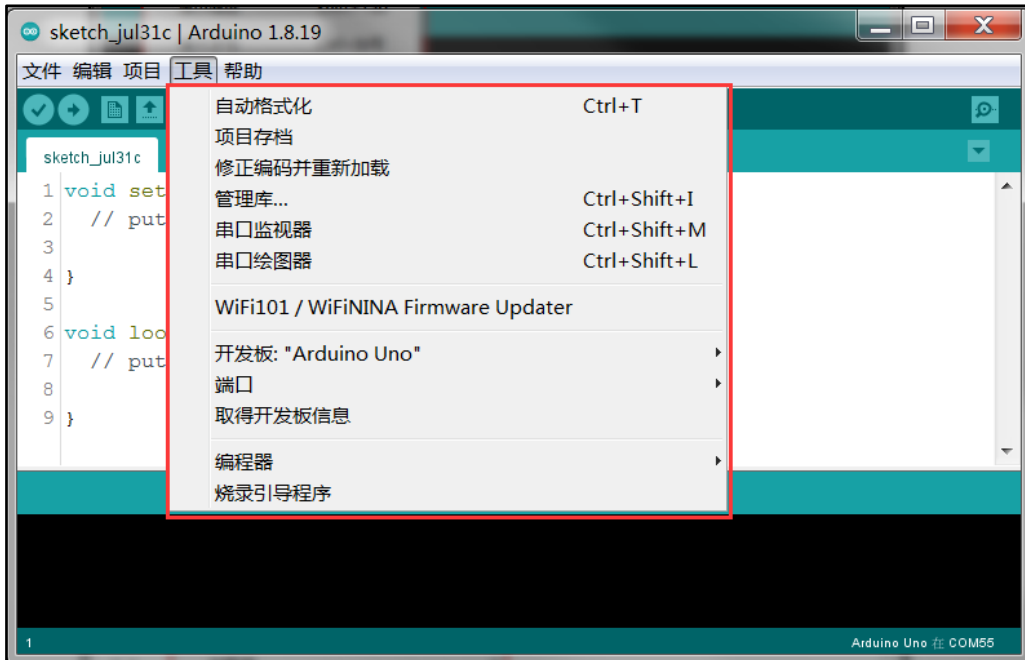 sketch_jul31c | Arduino 1.8.19
文件 编辑 项目 工具 帮助
自动格式化 Ctrl+T
项目存档
修正编码并重新加载
管理库... Ctrl+Shift+I
串口监视器 Ctrl+Shift+M
串口绘图器 Ctrl+Shift+L
WiFi101 / WiFiNINA Firmware Updater
开发板: "Arduino Uno"
端口
取得开发板信息
编程器
烧录引导程序
sketch_jul31c
1 void set
2 // put
3
4 }
5
6 void loo
7 // put
8
9 }
1
Arduino Uno 在 COM55